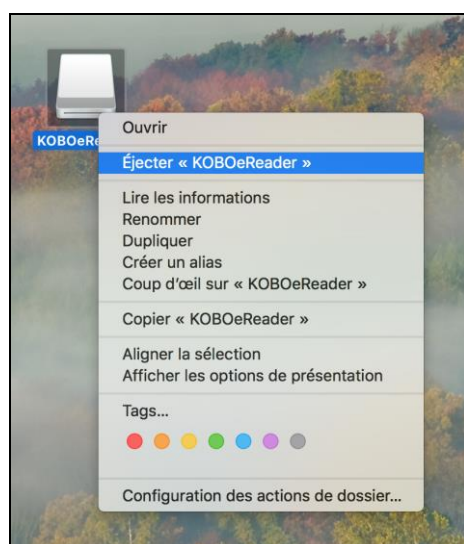 KOBOeRe
Ouvrir
Éjecter « KOBOeReader »
Lire les informations
Renommer
Dupliquer
Créer un alias
Coup d'œil sur « KOBOeReader »
Copier « KOBOeReader »
Aligner la sélection
Afficher les options de présentation
Tags...
Configuration des actions de dossier...